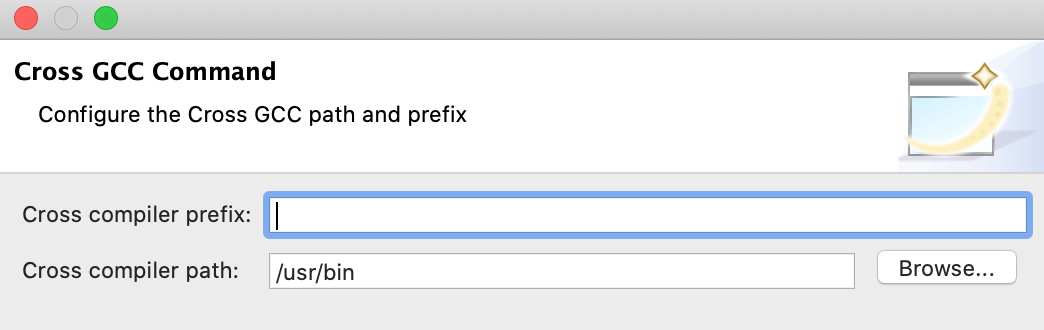 Cross GCC Command
Configure the Cross GCC path and prefix
Cross compiler prefix:
Cross compiler path: /usr/bin Browse...